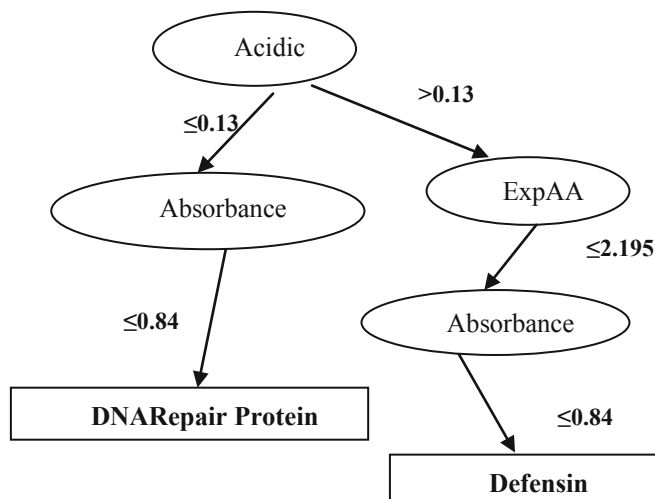 Acidic
>0.13
≤0.13
ExpAA
Absorbance
≤2.195
≤0.84
Absorbance
DNARepair Protein
≤0.84
Defensin